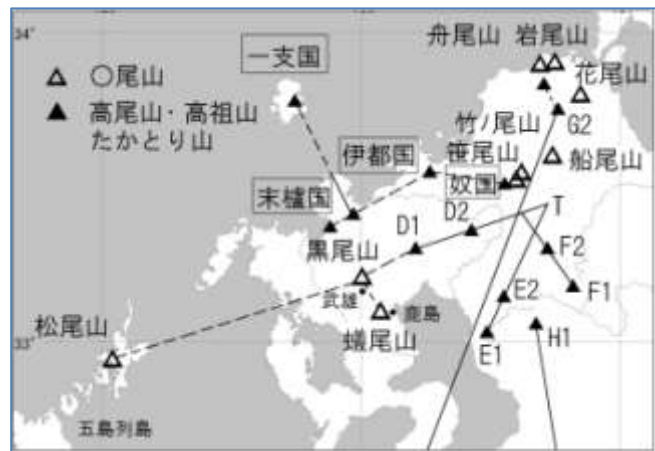 34°
舟尾山
岩尾山
一支国
△ ○尾山
花尾山
▲ 高尾山・高祖山
たかとり山
G2
竹ノ尾山
伊都国
笹尾山
船尾山
奴国
末櫨国
T
D1
D2
黒尾山
F2
武雄
E2
F1
松尾山
鹿島
蟻尾山
H1
33°
E1
五島列島